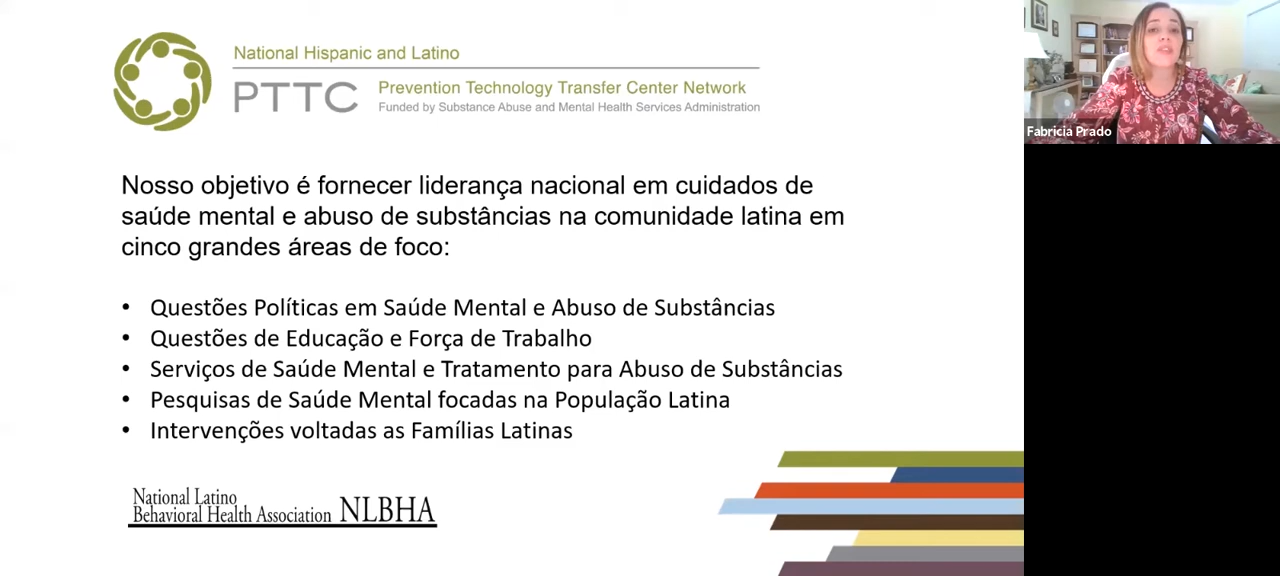 National Hispanic and Latino
PTTC
Prevention Technology Transfer Center Network
Funded by Substance Abuse and Mental Health Services Administration
Fabricia Prado
Nosso objetivo é fornecer liderança nacional em cuidados de
saúde mental e abuso de substâncias na comunidade latina em
cinco grandes áreas de foco:
• Questões Políticas em Saúde Mental e Abuso de Substâncias
• Questões de Educação e Força de Trabalho
• Serviços de Saúde Mental e Tratamento para Abuso de Substâncias
• Pesquisas de Saúde Mental focadas na População Latina
• Intervenções voltadas as Famílias Latinas
National Latino
Behavioral Health Association NLBHA